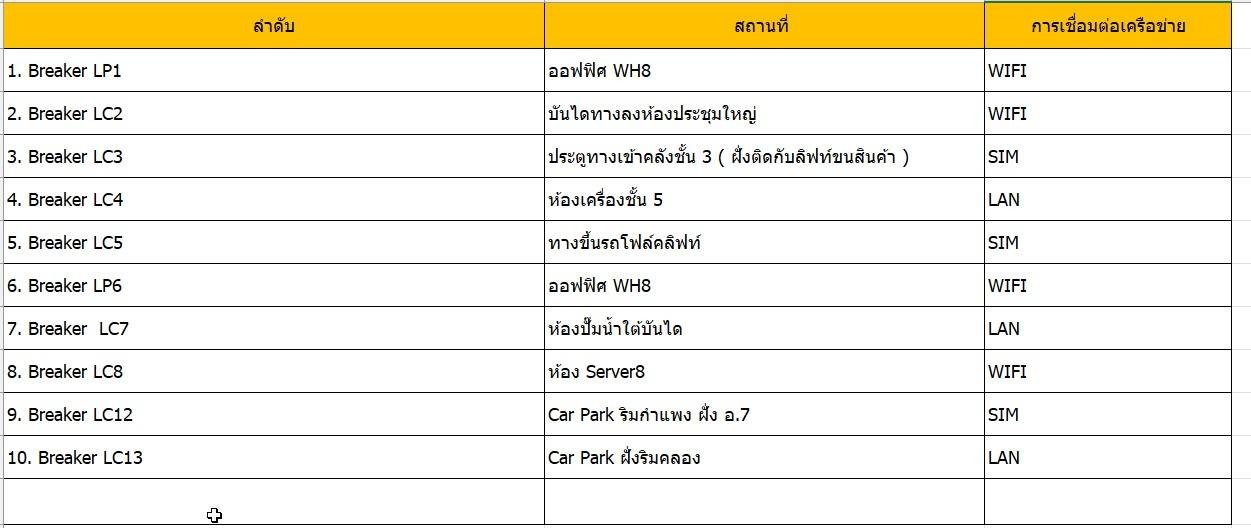 ลำดับ สถานที่ การเชื่อมต่อเครือข่าย
1. Breaker LP1 ออฟฟิศ WH8 WIFI
2. Breaker LC2 บันไดทางลงห้องประชุมใหญ่ WIFI
3. Breaker LC3 ประตูทางเข้าคลังชั้น 3 ( ฝั่งติดกับลิฟท์ขนสินค้า ) SIM
4. Breaker LC4 ห้องเครื่องชั้น 5 LAN
5. Breaker LC5 ทางขึ้นรถโฟล์คลิฟท์ SIM
6. Breaker LP6 ออฟฟิศ WH8 WIFI
7. Breaker  LC7 ห้องปั๊มน้ำใต้บันได LAN
8. Breaker LC8 ห้อง Server8 WIFI
9. Breaker LC12 Car Park ริมกำแพง ฝั่ง อ.7 SIM
10. Breaker LC13 Car Park ฝั่งริมคลอง LAN